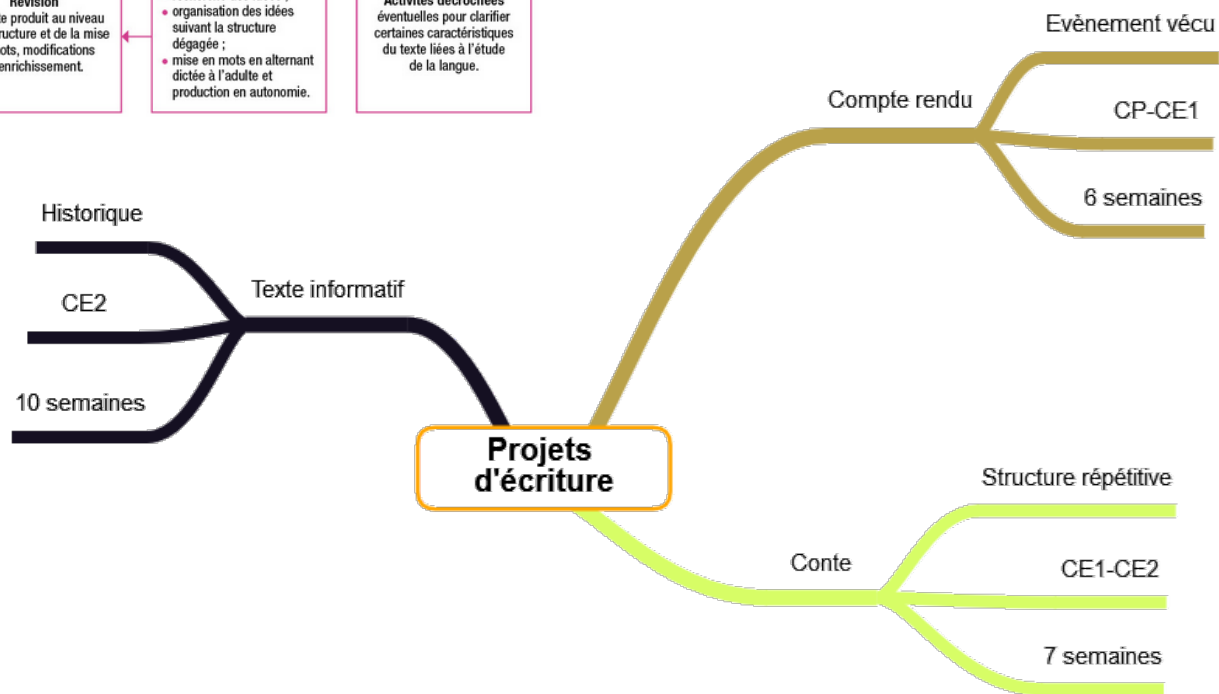 Révision
produit au niveau
et de la mise
modifications
enrichissement.
• organisation des idées
suivant la structure
dégagée ;
• mise en mots en alternant
dictée à l'adulte et
production en autonomie.
Activités décrochées
éventuelles pour clarifier
certaines caractéristiques
du texte liées à l'étude
de la langue.
Evènement vécu
Compte rendu
CP-CE1
6 semaines
Historique
Texte informatif
CE2
10 semaines
Projets
d'écriture
Structure répétitive
Conte
CE1-CE2
7 semaines